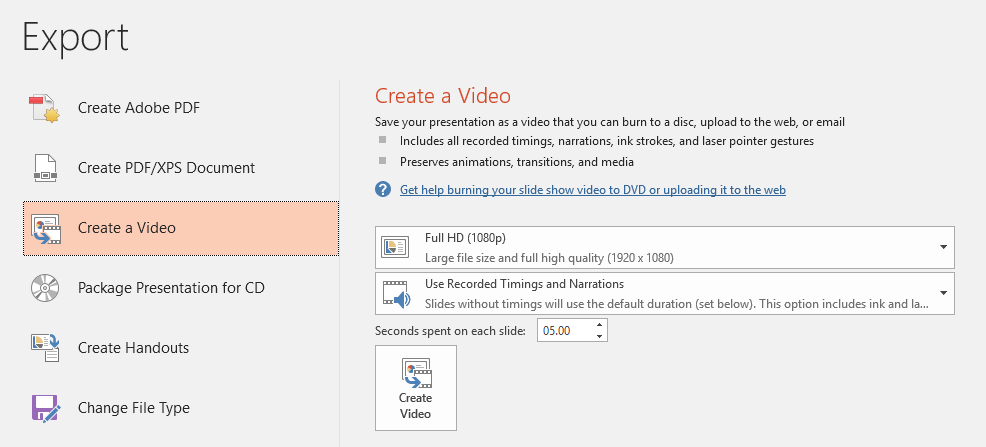 Export
Create Adobe PDF
Create PDF/XPS Document
Create a Video
Package Presentation for CD
Create Handouts
Change File Type
Create a Video
Save your presentation as a video that you can burn to a disc, upload to the web, or email
Includes all recorded timings, narrations, ink strokes, and laser pointer gestures
Preserves animations, transitions, and media
? Get help burning your slide show video to DVD or uploading it to the web
Full HD (1080p)
Large file size and full high quality (1920 x 1080)
Use Recorded Timings and Narrations
Slides without timings will use the default duration (set below). This option includes ink and la...
Seconds spent on each slide: 05.00
Create
Video